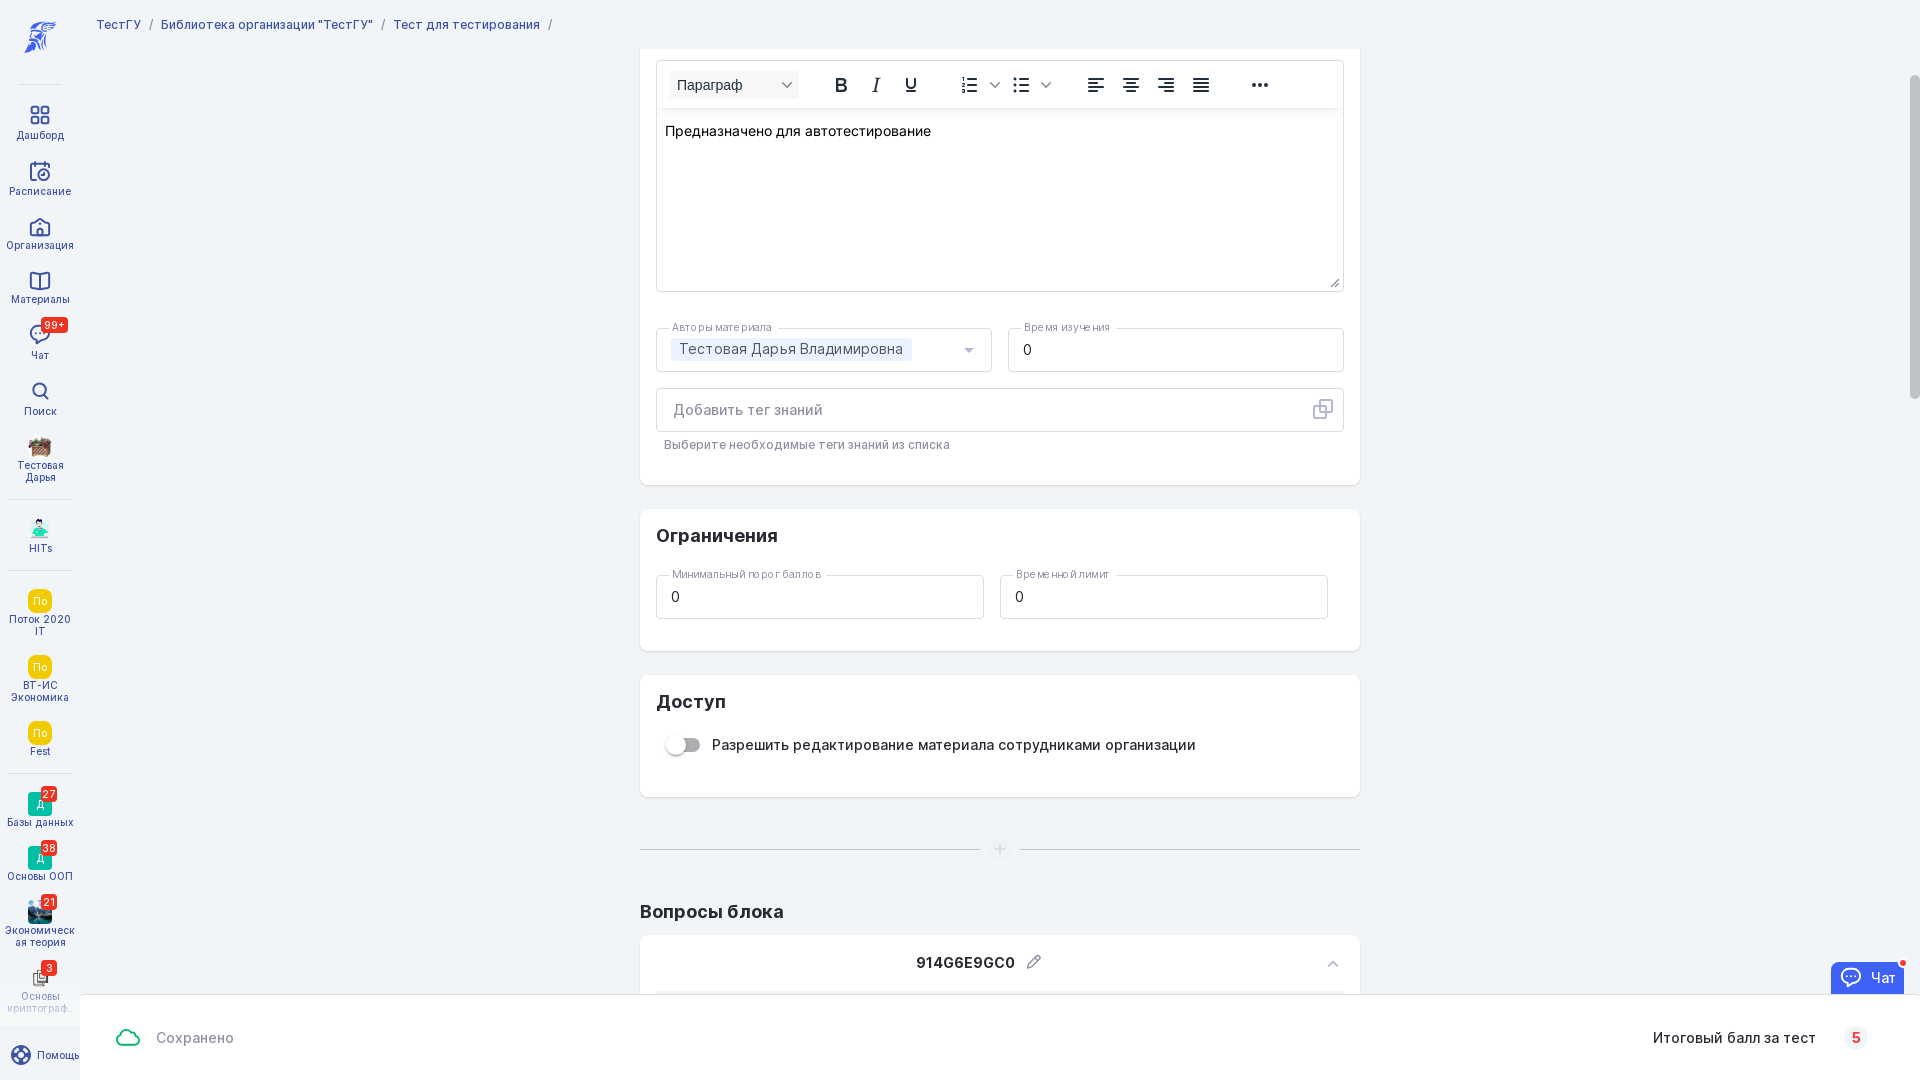 ТестГУ / Библиотека организации "ТестГУ" / Тест для тестирования /
Дашборд
Расписание
Организация
Материалы
99+
Чат
Поиск
Тестовая
Дарья
HITs
По
Поток 2020
IT
По
ВТ-ИС
Экономика
По
Fest
27
Д
Базы данных
38
Д
Основы ООП
21
Экономическ
ая теория
3
Основы
криптограф...
Помощь
Параграф
Предназначено для автотестирование
Авторы материала
Тестовая Дарья Владимировна
Время изучения
0
Добавить тег знаний
Выберите необходимые теги знаний из списка
Ограничения
Минимальный порог баллов
0
Временной лимит
0
Доступ
Разрешить редактирование материала сотрудниками организации
Вопросы блока
914G6E9GC0
Чат
Сохранено
Итоговый балл за тест 5